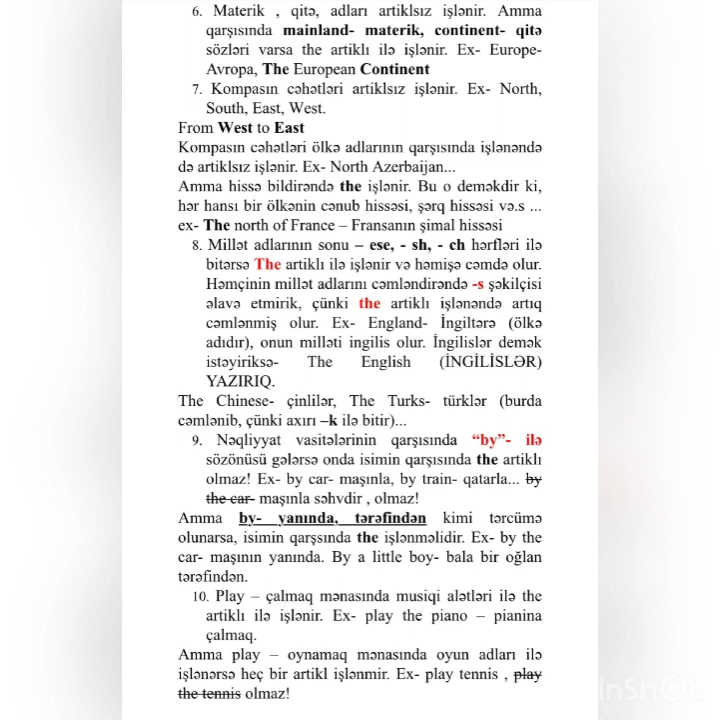 6. Materik , qitə, adları artiklsız işlənir. Amma
qarşısında mainland- materik, continent- qitə
sözləri varsa the artiklı ilə işlənir. Ex- Europe-
Avropa, The European Continent
7. Kompasın cəhətləri artiklsız işlənir. Ex- North,
South, East, West.
From West to East
Kompasın cəhətləri ölkə adlarının qarşısında işlənəndə
də artiklsız işlənir. Ex- North Azerbaijan...
Amma hissə bildirəndə the işlənir. Bu o deməkdir ki,
hər hansı bir ölkənin cənub hissəsi, şərq hissəsi və.s ...
ex- The north of France – Fransanın şimal hissəsi
8. Millət adlarının sonu – ese, - sh, - ch hərfləri ilə
bitərsə The artiklı ilə işlənir və həmişə cəmdə olur.
Həmçinin millət adlarını cəmləndirəndə -s şəkilçisi
əlavə etmirik, çünki the artiklı işlənəndə artıq
cəmlənmiş olur. Ex- England- İngiltərə (ölkə
adıdır), onun milləti ingilis olur. İngilislər demək
istəyiriksə- The English (İNGİLİSLƏR)
YAZIRIQ.
The Chinese- çinlilər, The Turks- türklər (burda
cəmlənib, çünki axırı –k ilə bitir)...
9. Nəqliyyat vasitələrinin qarşısında “by”- ilə
sözönüsü gələrsə onda isimin qarşısında the artiklı
olmaz! Ex- by car- maşınla, by train- qatarla... by
the car- maşınla səhvdir , olmaz!
Amma by- yanında, tərəfindən kimi tərcümə
olunarsa, isimin qarşsında the işlənməlidir. Ex- by the
car- maşının yanında. By a little boy- bala bir oğlan
tərəfindən.
10. Play – çalmaq mənasında musiqi alətləri ilə the
artiklı ilə işlənir. Ex- play the piano – pianina
çalmaq.
Amma play – oynamaq mənasında oyun adları ilə
işlənərsə heç bir artikl işlənmir. Ex- play tennis , play
the tennis olmaz!
InShOt